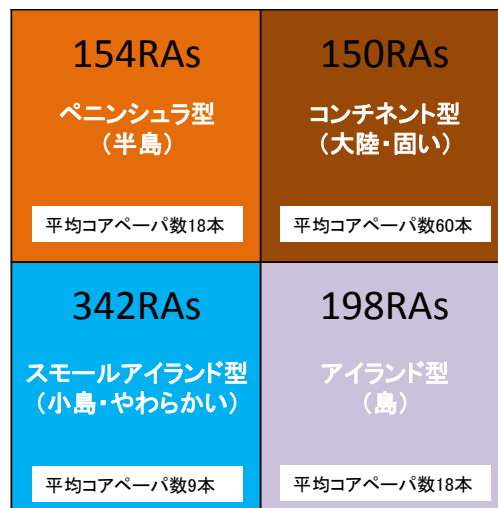 154RAs
ペニンシュラ型
（半島）
平均コアペーパ数18本
150RAs
コンチネント型
（大陸・固い）
平均コアペーパ数60本
342RAs
スモールアイランド型
（小島・やわらかい）
平均コアペーパ数9本
198RAs
アイランド型
（島）
平均コアペーパ数18本